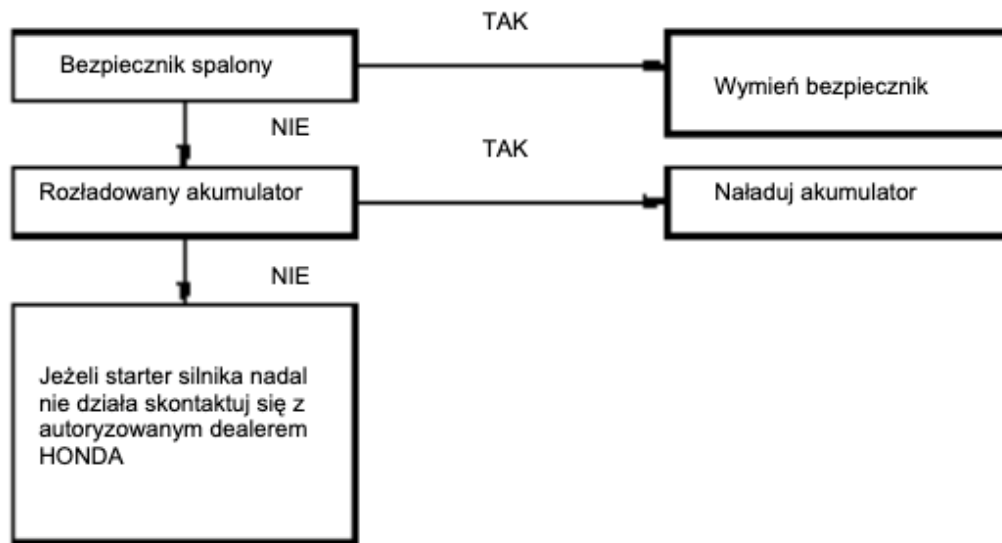 TAK
Bezpiecznik spalony
Wymień bezpiecznik
NIE
TAK
Rozładowany akumulator
Naładuj akumulator
NIE
Jeżeli starter silnika nadal
nie działa skontaktuj się z
autoryzowanym dealerem
HONDA